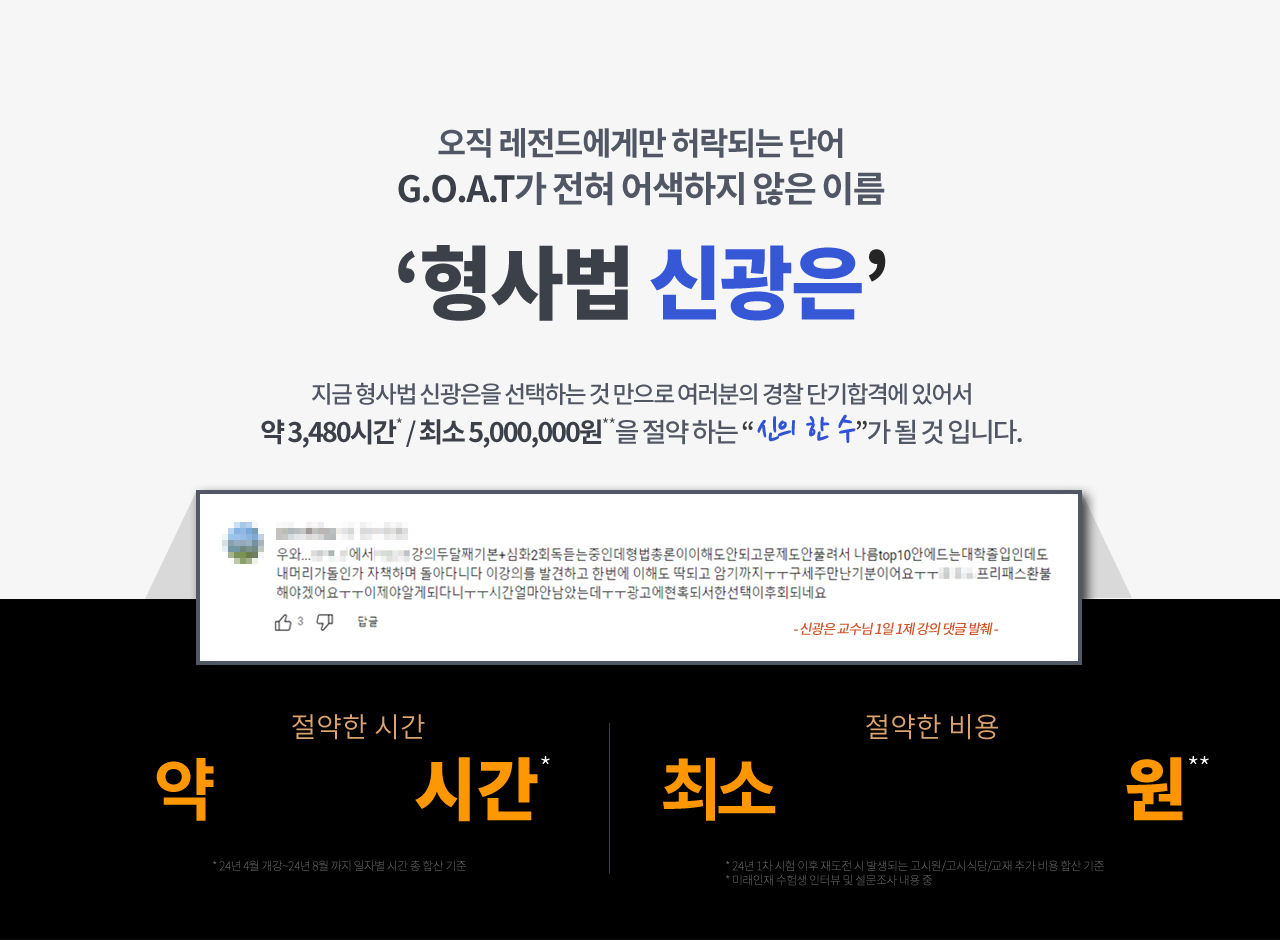 오직 레전드에게만 허락되는 단어
G.O.A.T가 전혀 어색하지 않은 이름
‘형사법 신광은’
지금 형사법 신광은을 선택하는 것 만으로 여러분의 경찰 단기합격에 있어서
약 3,480시간* / 최소 5,000,000원**을 절약 하는 “신의 한 수”가 될 것 입니다.
우와... 에서 강의두달째기본+심화2회독듣는중인데형법총론이이해도안되고문제도안풀려서 나름top10안에드는대학졸업인데도
내머리가돌인가 자책하며 돌아다니다 이강의를 발견하고 한번에 이해도 딱되고 암기까지ㅜㅜ구세주만난기분이어요ㅜㅜ 프리패스환불
해야겠어요ㅜㅜ이제야알게되다니ㅜㅜ시간얼마안남았는데ㅜㅜ광고에현혹되서한선택이후회되네요
3 답글
- 신광은 교수님 1일 1제 강의 댓글 발췌 -
절약한 시간
약 시간*
* 24년 4월 개강~24년 8월 까지 일자별 시간 총 합산 기준
절약한 비용
최소 원**
* 24년 1차 시험 이후 재도전 시 발생되는 고시원/고시식당/교재 추가 비용 합산 기준
* 미래인재 수험생 인터뷰 및 설문조사 내용 중